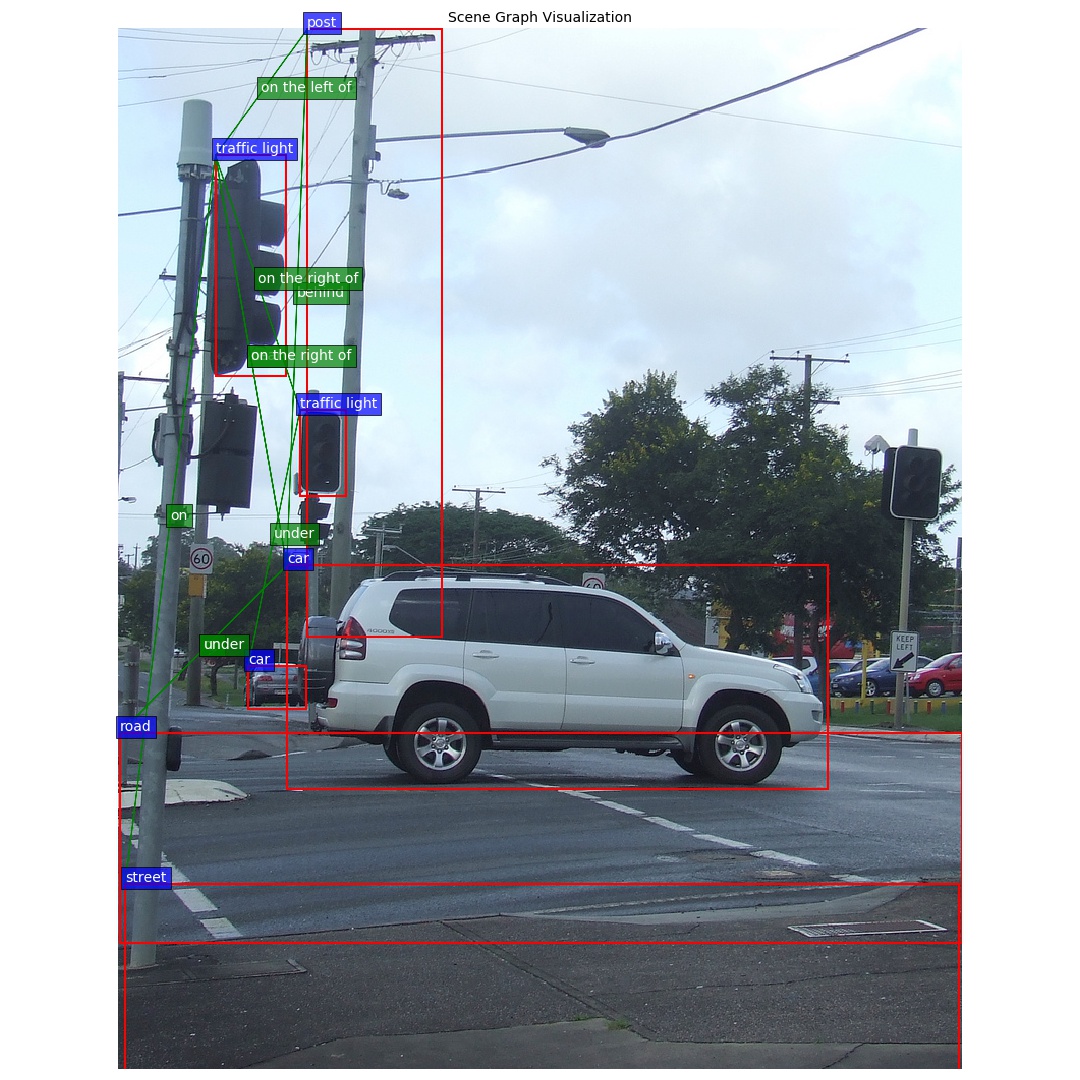 Scene Graph Visualization
post
on the left of
traffic light
on the right of
behind
on the right of
traffic light
on
under
car
60
60
under
car
KEEP
LEFT
road
street